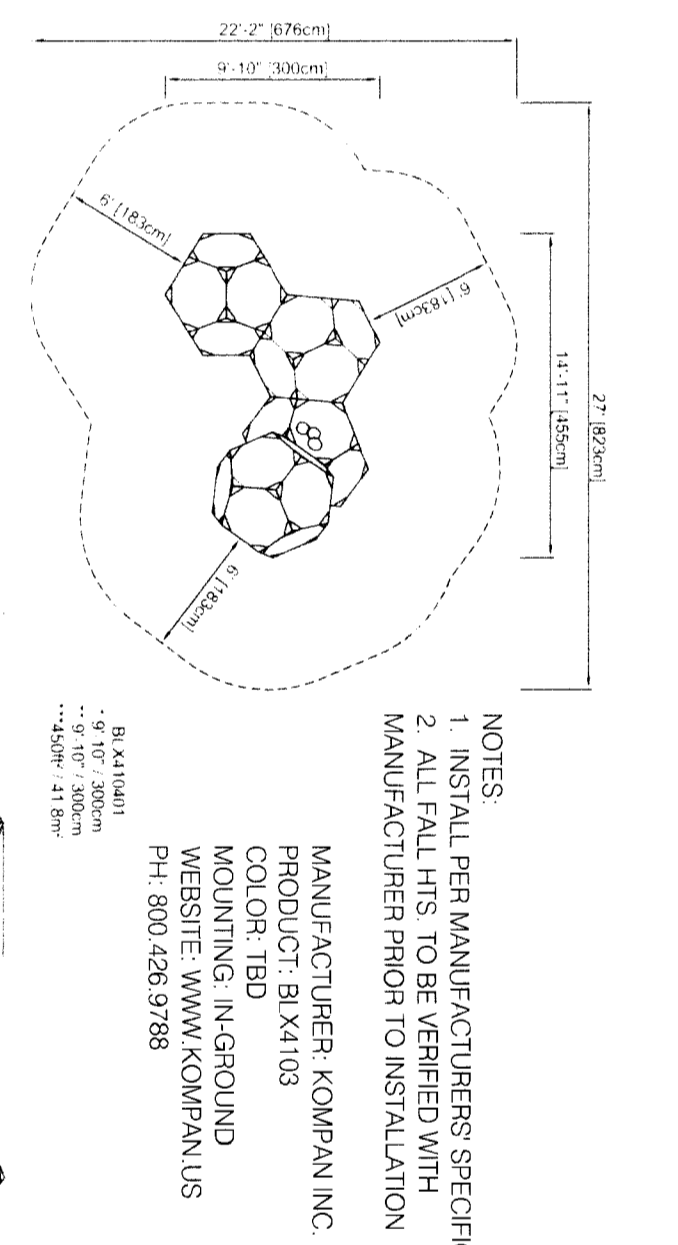 22'-2" [676cm]
9'-10" [300cm]
6' [183cm]
6' [183cm]
6' [183cm]
14'-11" [455cm]
27' [823cm]
NOTES:
1. INSTALL PER MANUFACTURERS' SPECIFI
2. ALL FALL HTS. TO BE VERIFIED WITH
MANUFACTURER PRIOR TO INSTALLATION
MANUFACTURER: KOMPAN INC.
PRODUCT: BLX4103
COLOR: TBD
MOUNTING: IN-GROUND
WEBSITE: WWW.KOMPAN.US
PH: 800.426.9788
BLX410401
* 9'-10" / 300cm
** 9'-10" / 300cm
***450ft² / 41.8m²